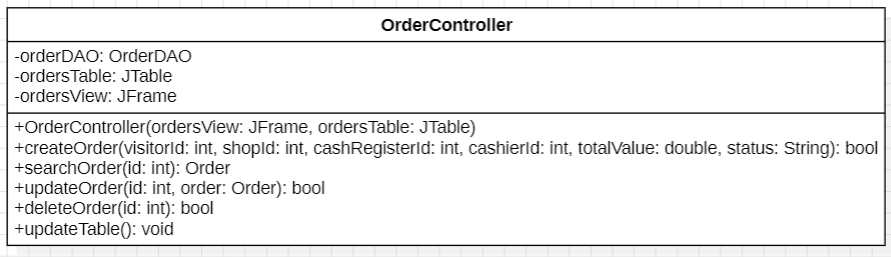 OrderController
-orderDAO: OrderDAO
-ordersTable: JTable
-ordersView: JFrame
+OrderController(ordersView: JFrame, ordersTable: JTable)
+createOrder(visitorId: int, shopId: int, cashRegisterId: int, cashierId: int, totalValue: double, status: String): bool
+searchOrder(id: int): Order
+updateOrder(id: int, order: Order): bool
+deleteOrder(id: int): bool
+updateTable(): void